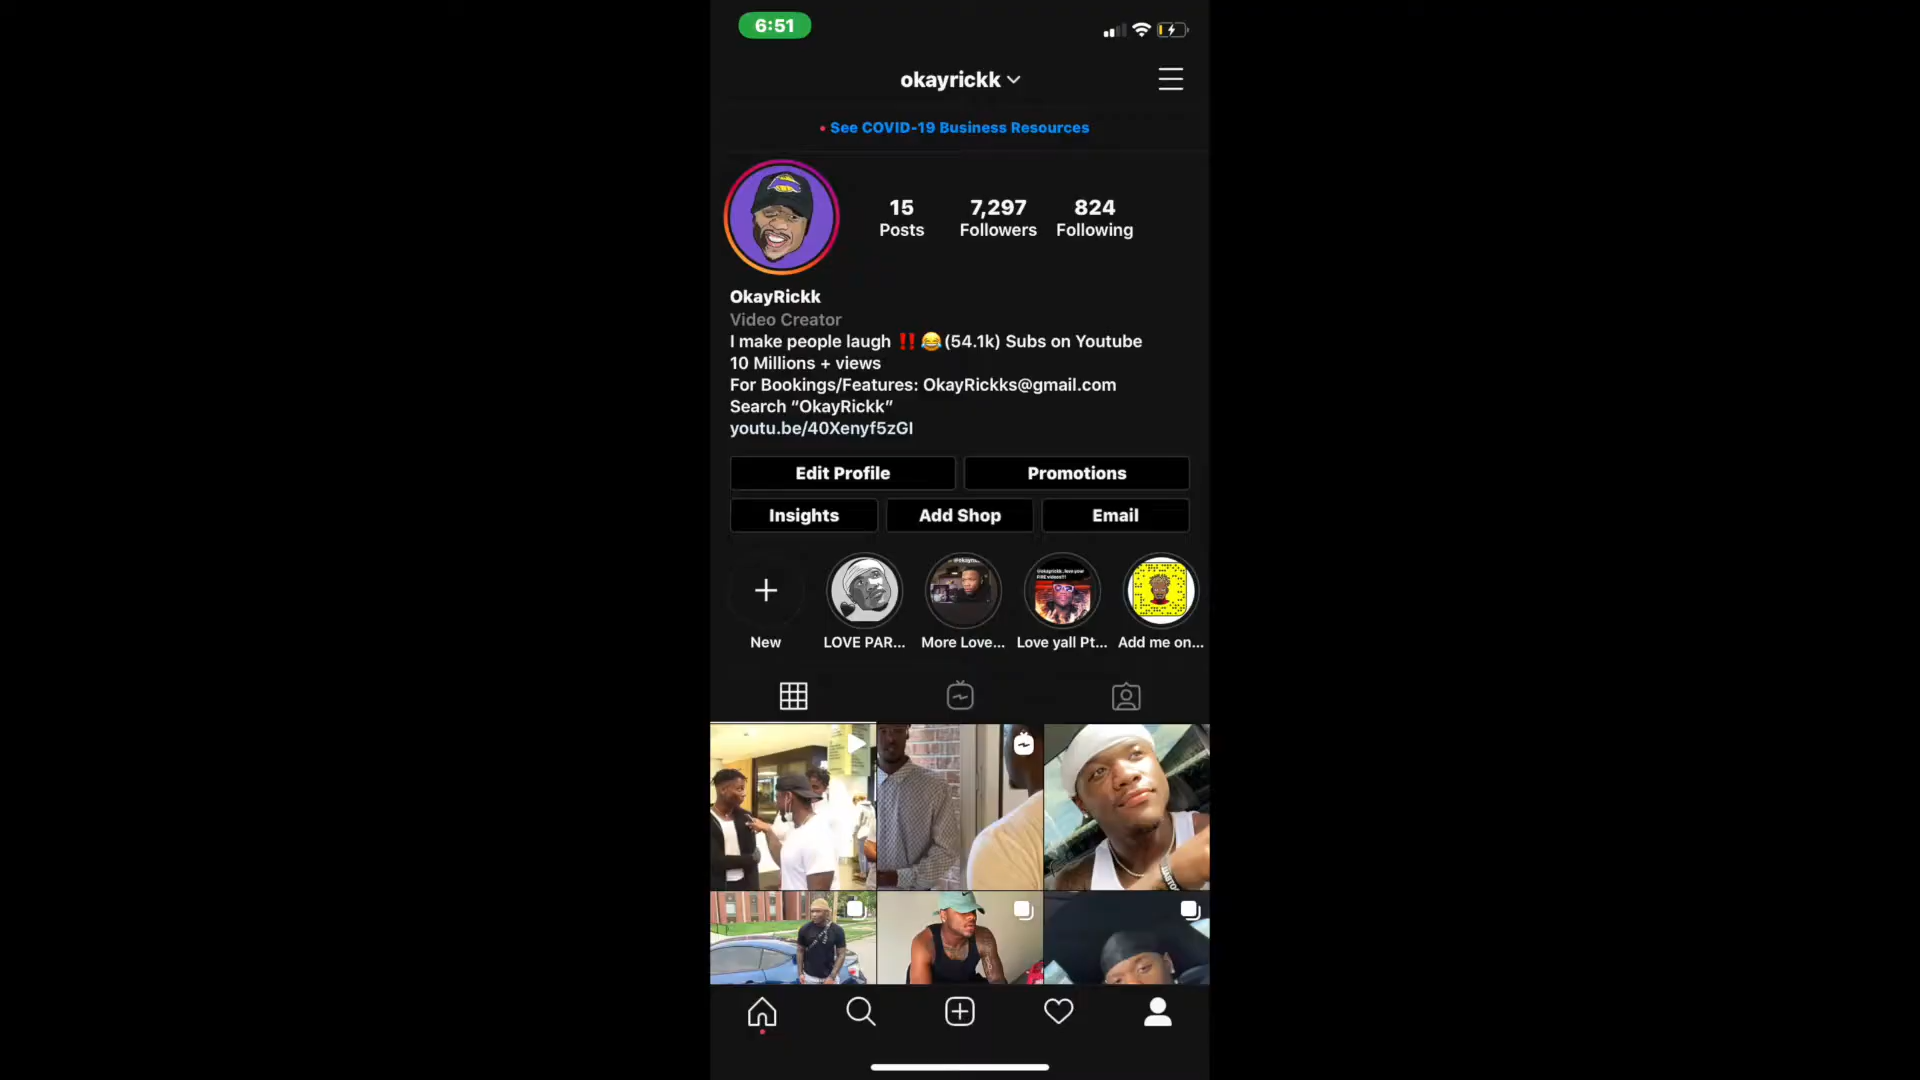 6:51
okayrickk
See COVID-19 Business Resources
15
7,297
824
Posts
Followers
Following
OkayRickk
Video Creator
I make people laugh ‼️😂(54.1k) Subs on Youtube
10 Millions + views
For Bookings/Features: OkayRickks@gmail.com
Search “OkayRickk”
youtu.be/40Xenyf5zGI
Edit Profile
Promotions
Insights
Add Shop
Email
New
LOVE PAR...
More Love...
Love yall Pt...
Add me on...